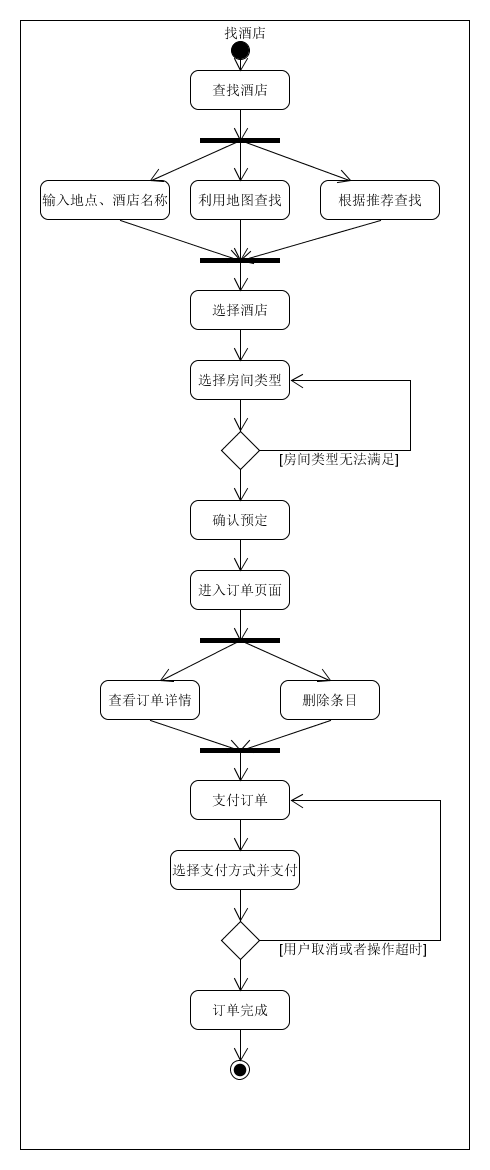 找酒店
查找酒店
输入地点、酒店名称
利用地图查找
根据推荐查找
选择酒店
选择房间类型
[房间类型无法满足]
确认预定
进入订单页面
查看订单详情
删除条目
支付订单
选择支付方式并支付
[用户取消或者操作超时]
订单完成